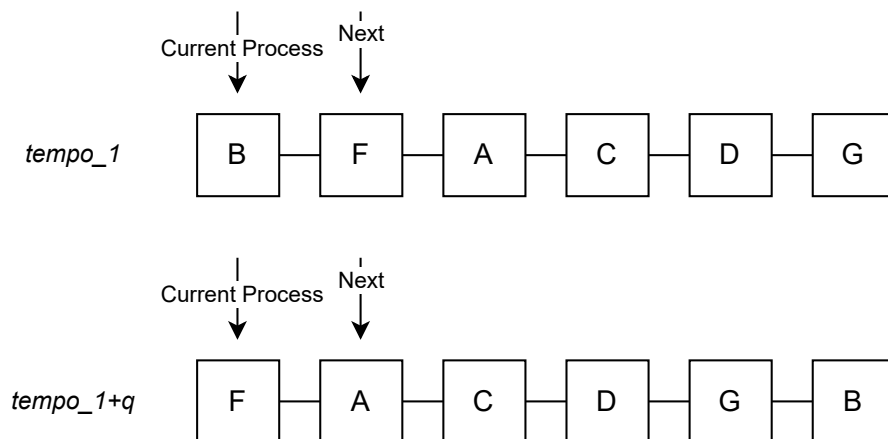 Current Process Next
tempo_1 B F A C D G
Current Process Next
tempo_1+q F A C D G B